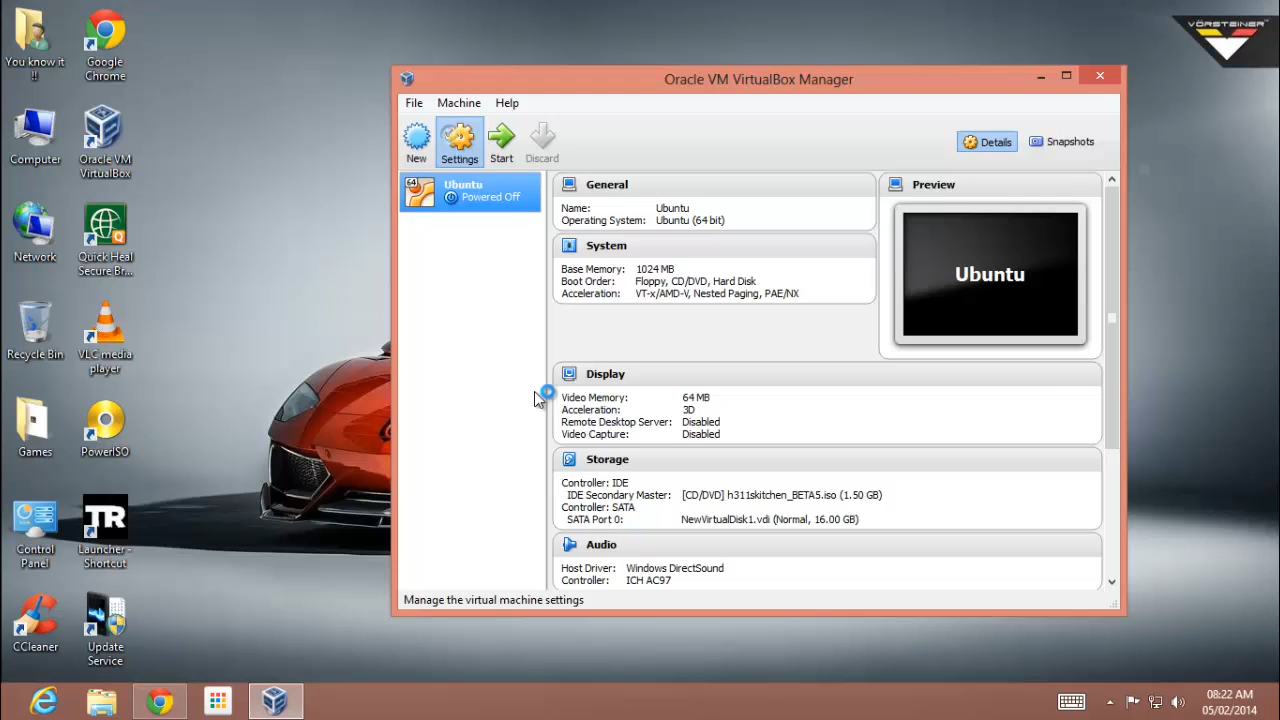 You know it !!
Google Chrome
Computer
Oracle VM VirtualBox
Network
Quick Heal Secure Br...
Recycle Bin
VLC media player
Games
PowerISO
Control Panel
TR
Launcher - Shortcut
CCleaner
Update Service
VÖRSTEINER
Oracle VM VirtualBox Manager
File Machine Help
New Settings Start Discard
Details Snapshots
64
Ubuntu
Powered Off
General
Name: Ubuntu
Operating System: Ubuntu (64 bit)
System
Base Memory: 1024 MB
Boot Order: Floppy, CD/DVD, Hard Disk
Acceleration: VT-x/AMD-V, Nested Paging, PAE/NX
Preview
Ubuntu
Display
Video Memory: 64 MB
Acceleration: 3D
Remote Desktop Server: Disabled
Video Capture: Disabled
Storage
Controller: IDE
IDE Secondary Master: [CD/DVD] h311skitchen_BETA5.iso (1.50 GB)
Controller: SATA
SATA Port 0: NewVirtualDisk1.vdi (Normal, 16.00 GB)
Audio
Host Driver: Windows DirectSound
Controller: ICH AC97
Manage the virtual machine settings
08:22 AM
05/02/2014